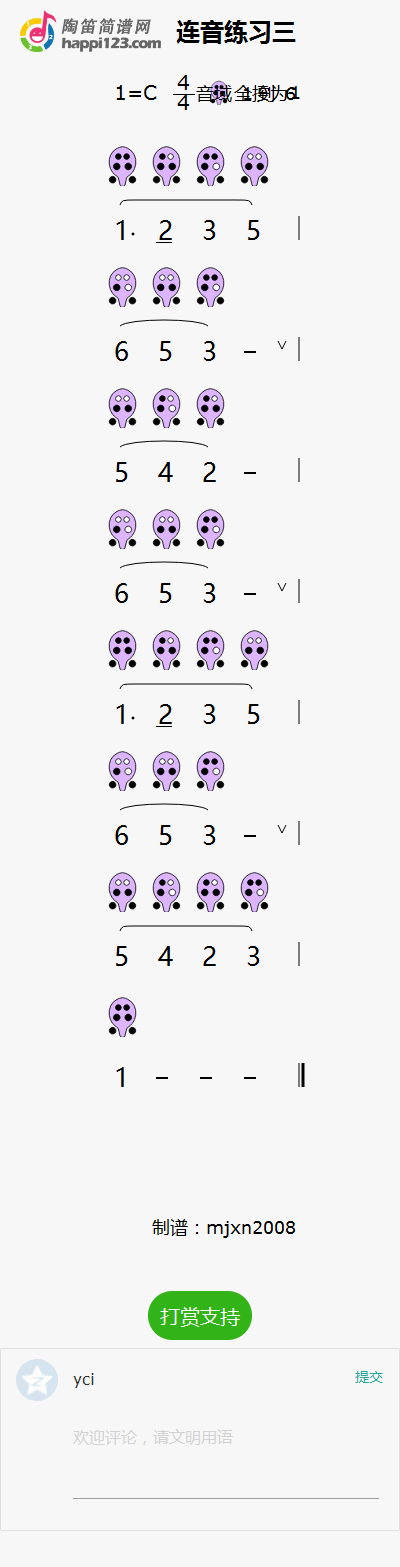 陶笛简谱网
happi123.com
连音练习三
1=C 4/4 音域
1. 2 3 5 |
6 5 3 – ∨ |
5 4 2 – |
6 5 3 – ∨ |
1. 2 3 5 |
6 5 3 – ∨ |
5 4 2 3 |
1 – – – ‖
制谱：mjxn2008
打赏支持
yci 提交
欢迎评论，请文明用语